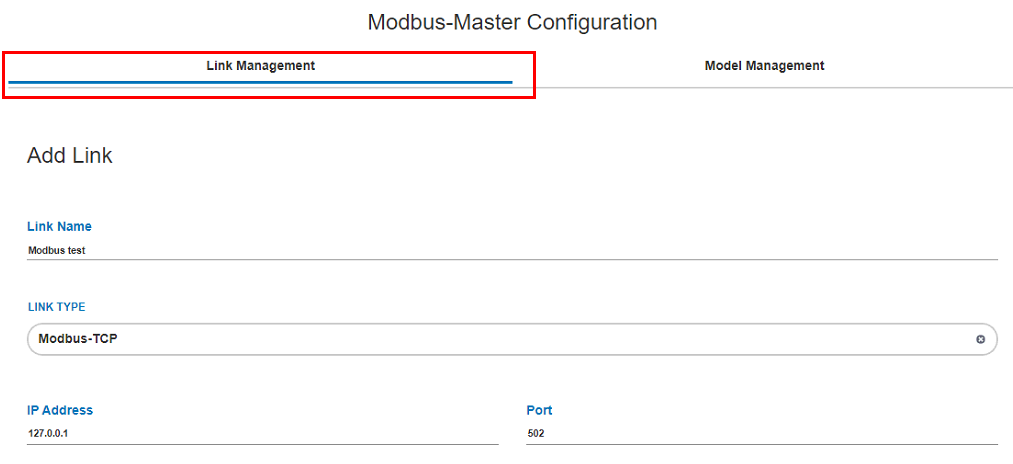 Modbus-Master Configuration
Link Management
Model Management
Add Link
Link Name
Modbus test
LINK TYPE
Modbus-TCP
IP Address
Port
127.0.0.1
502